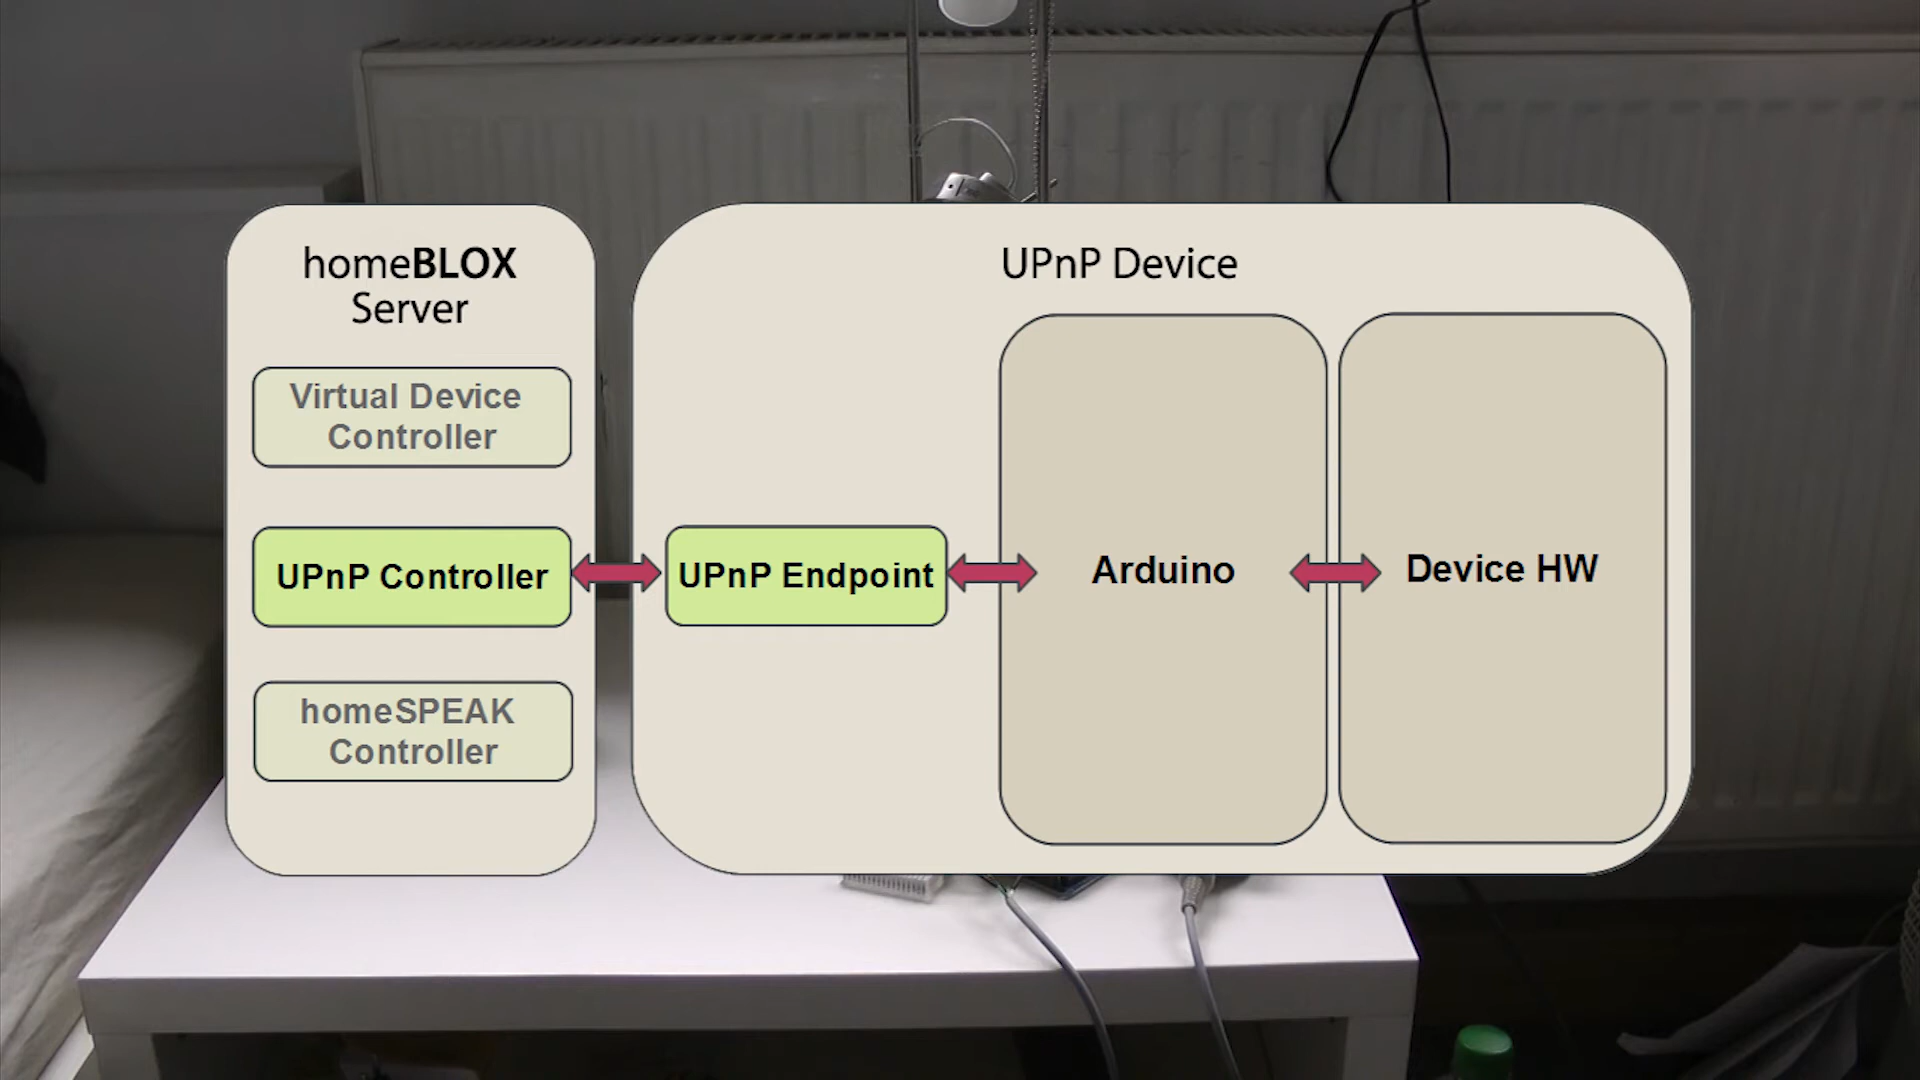 homeBLOX
Server
Virtual Device
Controller
UPnP Controller
homeSPEAK
Controller
UPnP Device
UPnP Endpoint
Arduino
Device HW